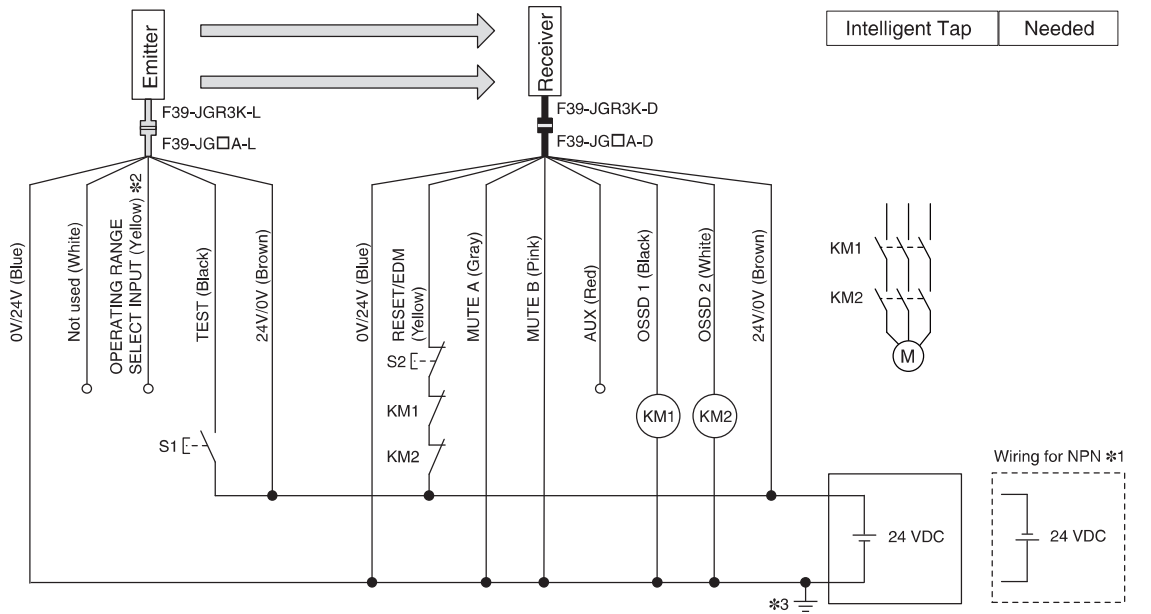 Emitter
Receiver
Intelligent Tap Needed
F39-JGR3K-L
F39-JG□A-L
F39-JGR3K-D
F39-JG□A-D
0V/24V (Blue)
Not used (White)
OPERATING RANGE
SELECT INPUT (Yellow) ✻2
TEST (Black)
24V/0V (Brown)
0V/24V (Blue)
RESET/EDM
(Yellow)
MUTE A (Gray)
MUTE B (Pink)
AUX (Red)
OSSD 1 (Black)
OSSD 2 (White)
24V/0V (Brown)
KM1
KM2
M
S2
KM1
KM2
KM1
KM2
S1
Wiring for NPN ✻1
24 VDC
24 VDC
✻3